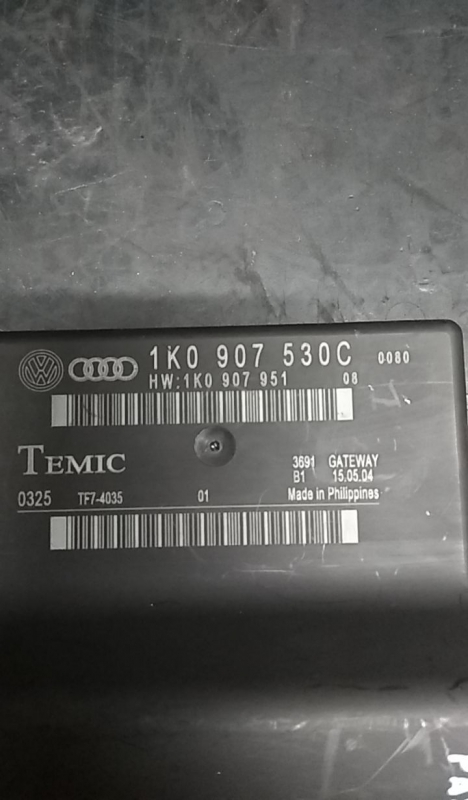 1K0 907 530C 0080
HW:1K0 907 951 08
TEMIC
3691 GATEWAY
B1 15.05.04
0325 TF7-4035 01 Made in Philippines
PA